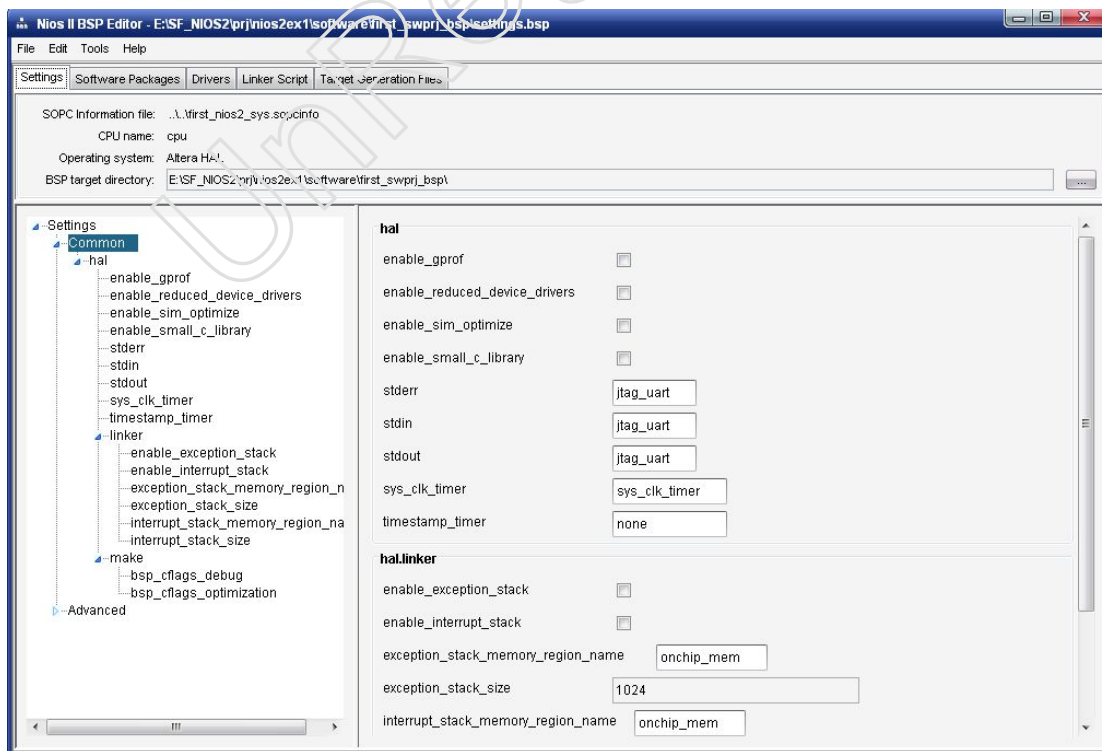 Nios II BSP Editor - E:\SF_NIOS2\prj\nios2ex1\software\first_swprj_bsp\settings.bsp
File Edit Tools Help
Settings Software Packages Drivers Linker Script Target Generation Files
SOPC Information file: ..\..\first_nios2_sys.sopcinfo
CPU name: cpu
Operating system: Altera HAL
BSP target directory: E:\SF_NIOS2\prj\nios2ex1\software\first_swprj_bsp\ ...
Settings
Common
hal
enable_gprof
enable_reduced_device_drivers
enable_sim_optimize
enable_small_c_library
stderr
stdin
stdout
sys_clk_timer
timestamp_timer
linker
enable_exception_stack
enable_interrupt_stack
exception_stack_memory_region_n
exception_stack_size
interrupt_stack_memory_region_na
interrupt_stack_size
make
bsp_cflags_debug
bsp_cflags_optimization
Advanced
hal
enable_gprof
enable_reduced_device_drivers
enable_sim_optimize
enable_small_c_library
stderr jtag_uart
stdin jtag_uart
stdout jtag_uart
sys_clk_timer sys_clk_timer
timestamp_timer none
hal.linker
enable_exception_stack
enable_interrupt_stack
exception_stack_memory_region_name onchip_mem
exception_stack_size 1024
interrupt_stack_memory_region_name onchip_mem